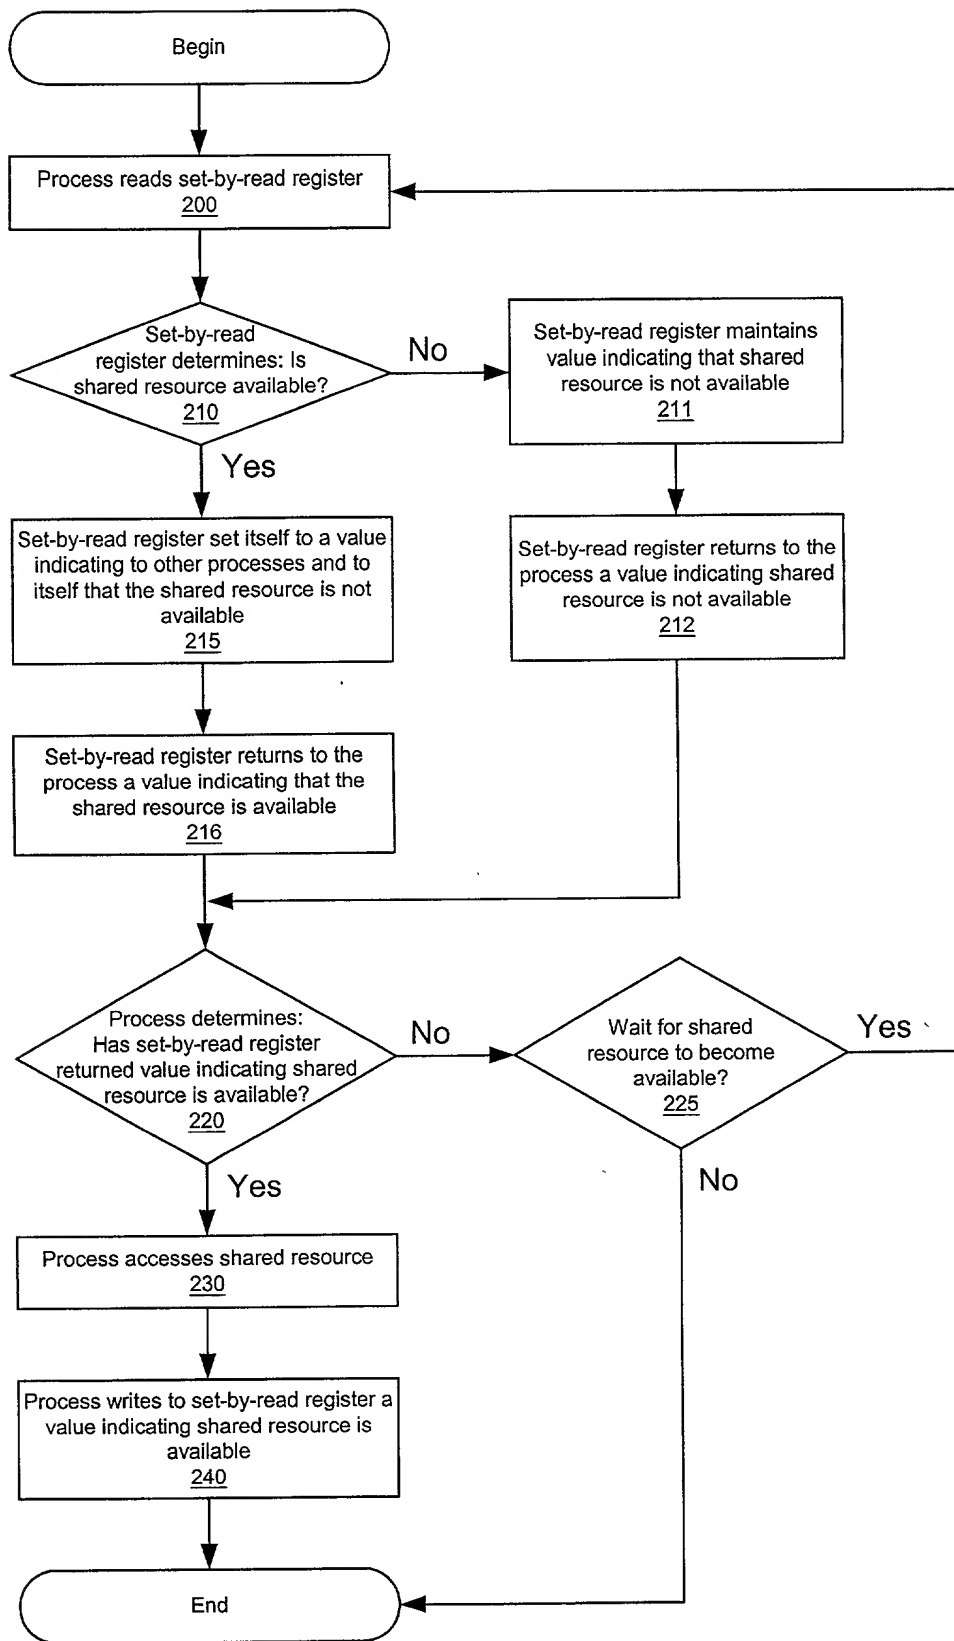 Begin
Process reads set-by-read register
200
Set-by-read
register determines: Is
shared resource available?
210
No
Set-by-read register maintains
value indicating that shared
resource is not available
211
Yes
Set-by-read register set itself to a value
indicating to other processes and to
itself that the shared resource is not
available
215
Set-by-read register returns to the
process a value indicating shared
resource is not available
212
Set-by-read register returns to the
process a value indicating that the
shared resource is available
216
Process determines:
Has set-by-read register
returned value indicating shared
resource is available?
220
No
Wait for shared
resource to become
available?
225
Yes
Yes
No
Process accesses shared resource
230
Process writes to set-by-read register a
value indicating shared resource is
available
240
End